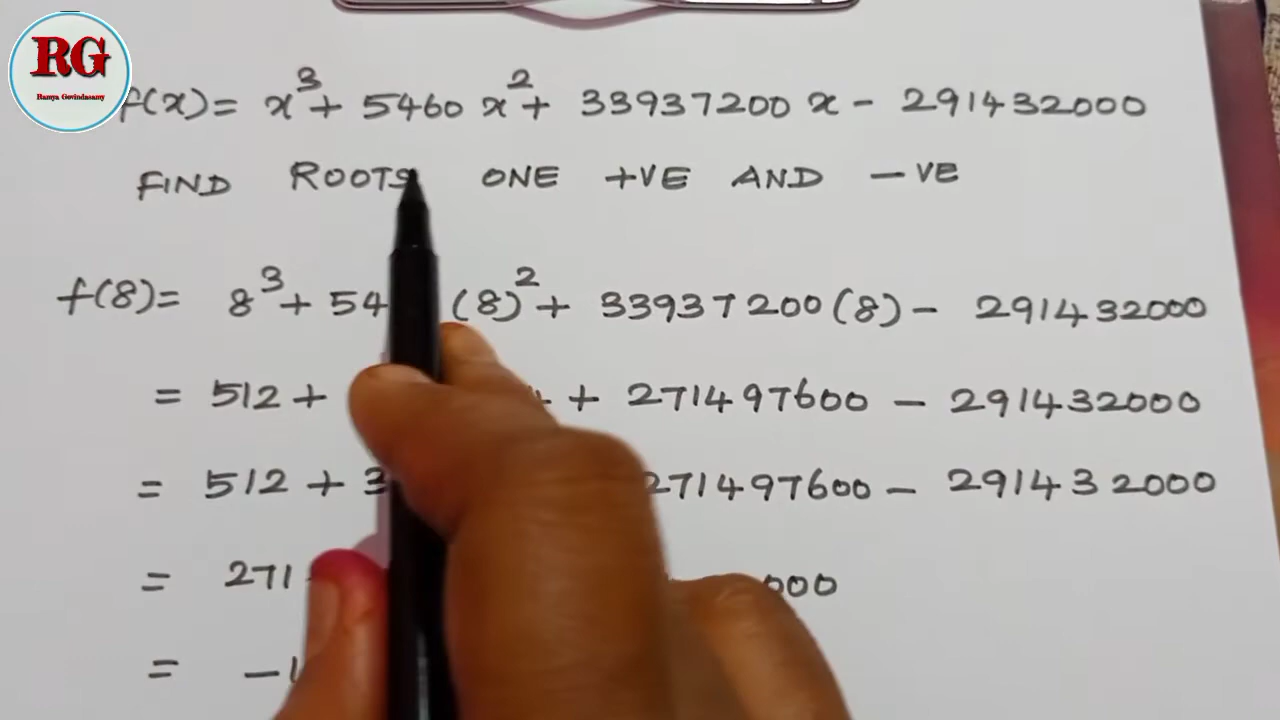 RG
Ramya Govindasamy
f(x) = x³ + 5460 x² + 33937200 x - 291432000
FIND ROOTS ONE +VE AND -VE
f(8) = 8³ + 54 (8)² + 33937200 (8) - 291432000
= 512 + + 271497600 - 291432000
= 512 + 3 271497600 - 291432000
= 271 000
= -1